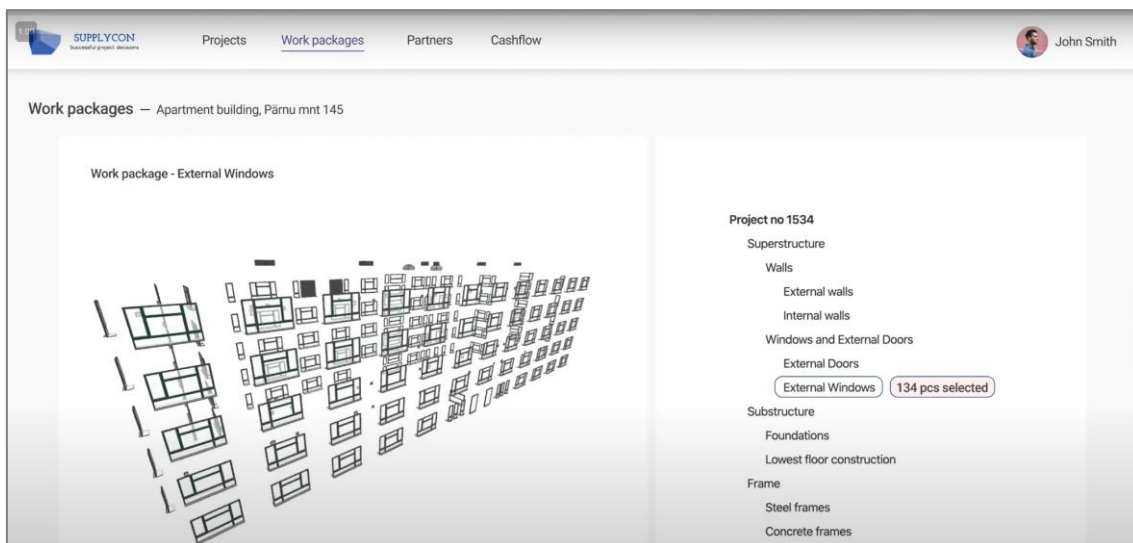 SUPPLYCON
Successful project decisions
Projects
Work packages
Partners
Cashflow
John Smith
Work packages — Apartment building, Pärnu mnt 145
Work package - External Windows
Project no 1534
Superstructure
Walls
External walls
Internal walls
Windows and External Doors
External Doors
External Windows 134 pcs selected
Substructure
Foundations
Lowest floor construction
Frame
Steel frames
Concrete frames